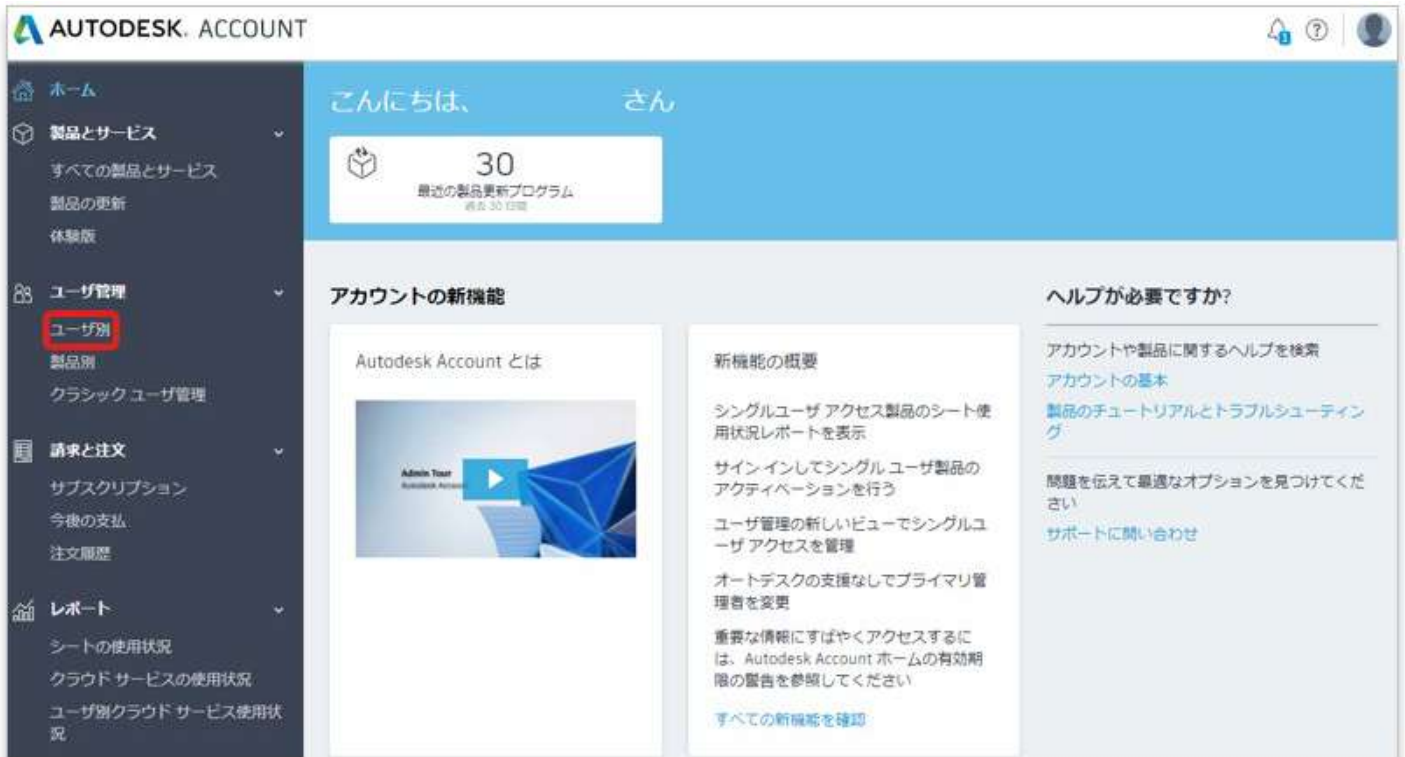 AUTODESK. ACCOUNT
3
?
ホーム
製品とサービス
すべての製品とサービス
製品の更新
体験版
ユーザ管理
ユーザ別
製品別
クラシック ユーザ管理
請求と注文
サブスクリプション
今後の支払
注文履歴
レポート
シートの使用状況
クラウド サービスの使用状況
ユーザ別クラウド サービス使用状
況
こんにちは、 さん
30
最近の製品更新プログラム
過去 30 日間
アカウントの新機能
Autodesk Account とは
Admin Tour
Autodesk Account
新機能の概要
シングルユーザ アクセス製品のシート使
用状況レポートを表示
サイン インしてシングル ユーザ製品の
アクティベーションを行う
ユーザ管理の新しいビューでシングルユ
ーザ アクセスを管理
オートデスクの支援なしでプライマリ管
理者を変更
重要な情報にすばやくアクセスするに
は、Autodesk Account ホームの有効期
限の警告を参照してください
すべての新機能を確認
ヘルプが必要ですか?
アカウントや製品に関するヘルプを検索
アカウントの基本
製品のチュートリアルとトラブルシューティン
グ
問題を伝えて最適なオプションを見つけてくだ
さい
サポートに問い合わせ